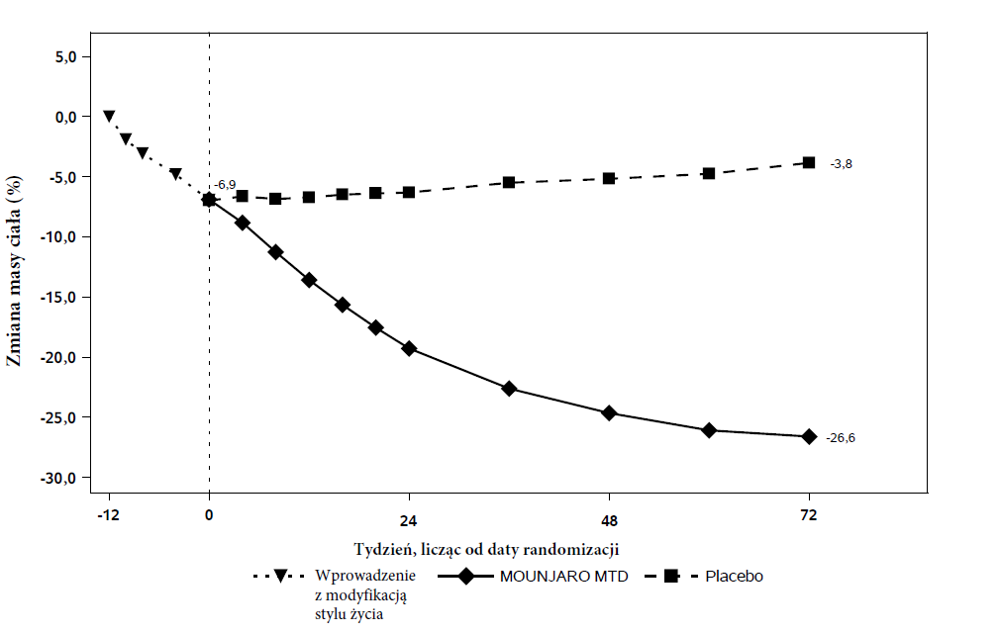 5,0
0,0
-5,0
-10,0
-15,0
-20,0
-25,0
-30,0
Zmiana masy ciała (%)
-6,9
-3,8
-26,6
-12
0
24
48
72
Tydzień, licząc od daty randomizacji
Wprowadzenie
z modyfikacją
stylu życia
MOUNJARO MTD
Placebo